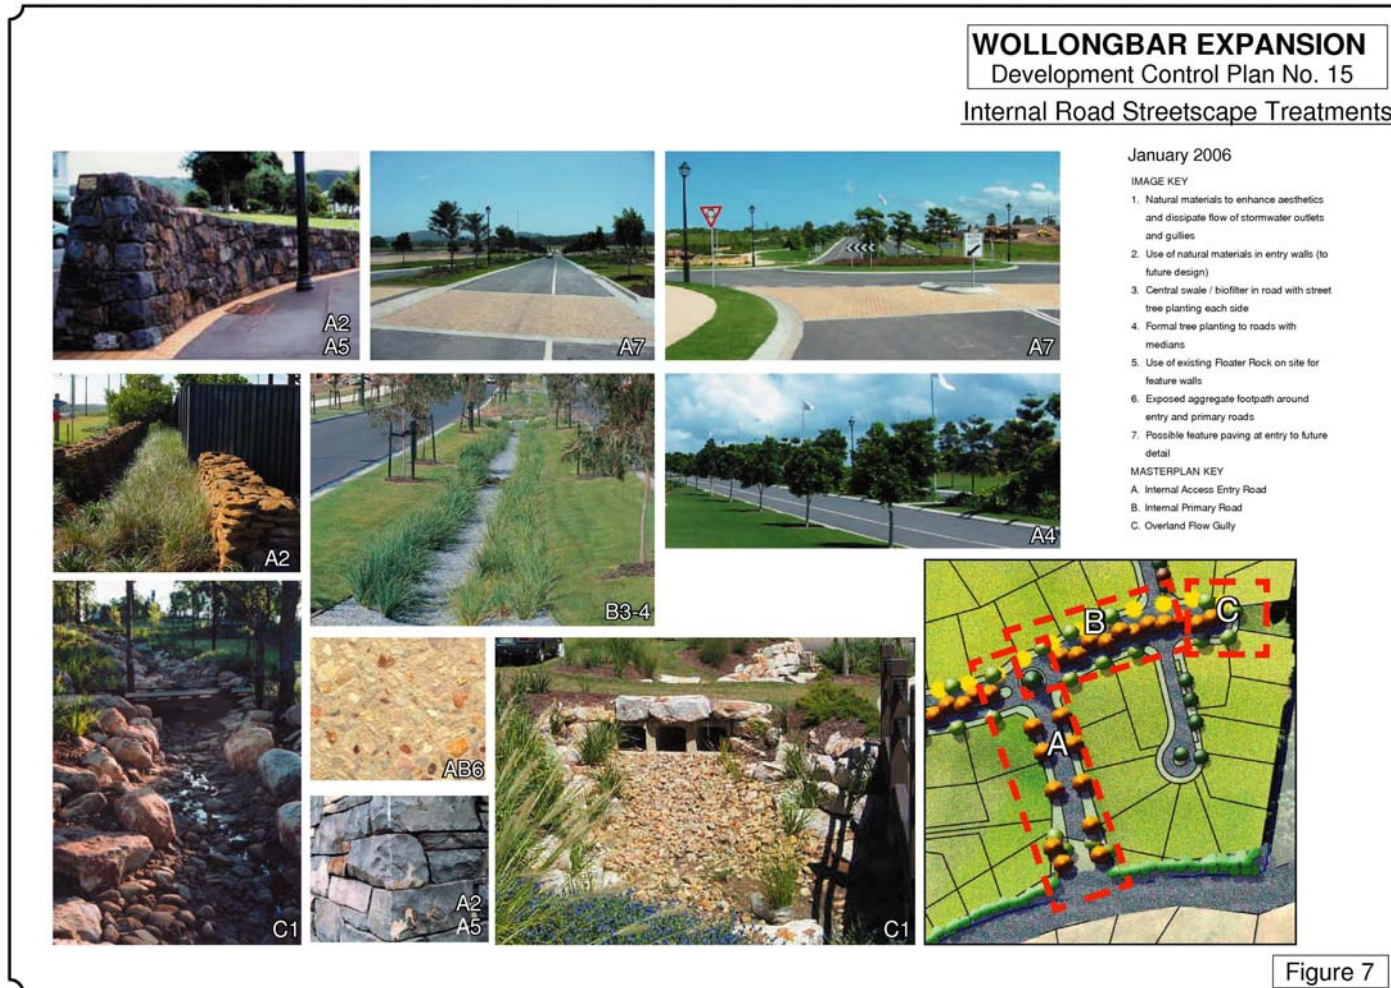 WOLLONGBAR EXPANSION
Development Control Plan No. 15
Internal Road Streetscape Treatments
January 2006
IMAGE KEY
1. Natural materials to enhance aesthetics
and dissipate flow of stormwater outlets
and gullies
2. Use of natural materials in entry walls (to
future design)
3. Central swale / biofilter in road with street
tree planting each side
4. Formal tree planting to roads with
medians
5. Use of existing Floater Rock on site for
feature walls
6. Exposed aggregate footpath around
entry and primary roads
7. Possible feature paving at entry to future
detail
MASTERPLAN KEY
A. Internal Access Entry Road
B. Internal Primary Road
C. Overland Flow Gully
A2
A5
A7
A7
A2
B3-4
A4
C1
AB6
A2
A5
C1
B
C
A
Figure 7